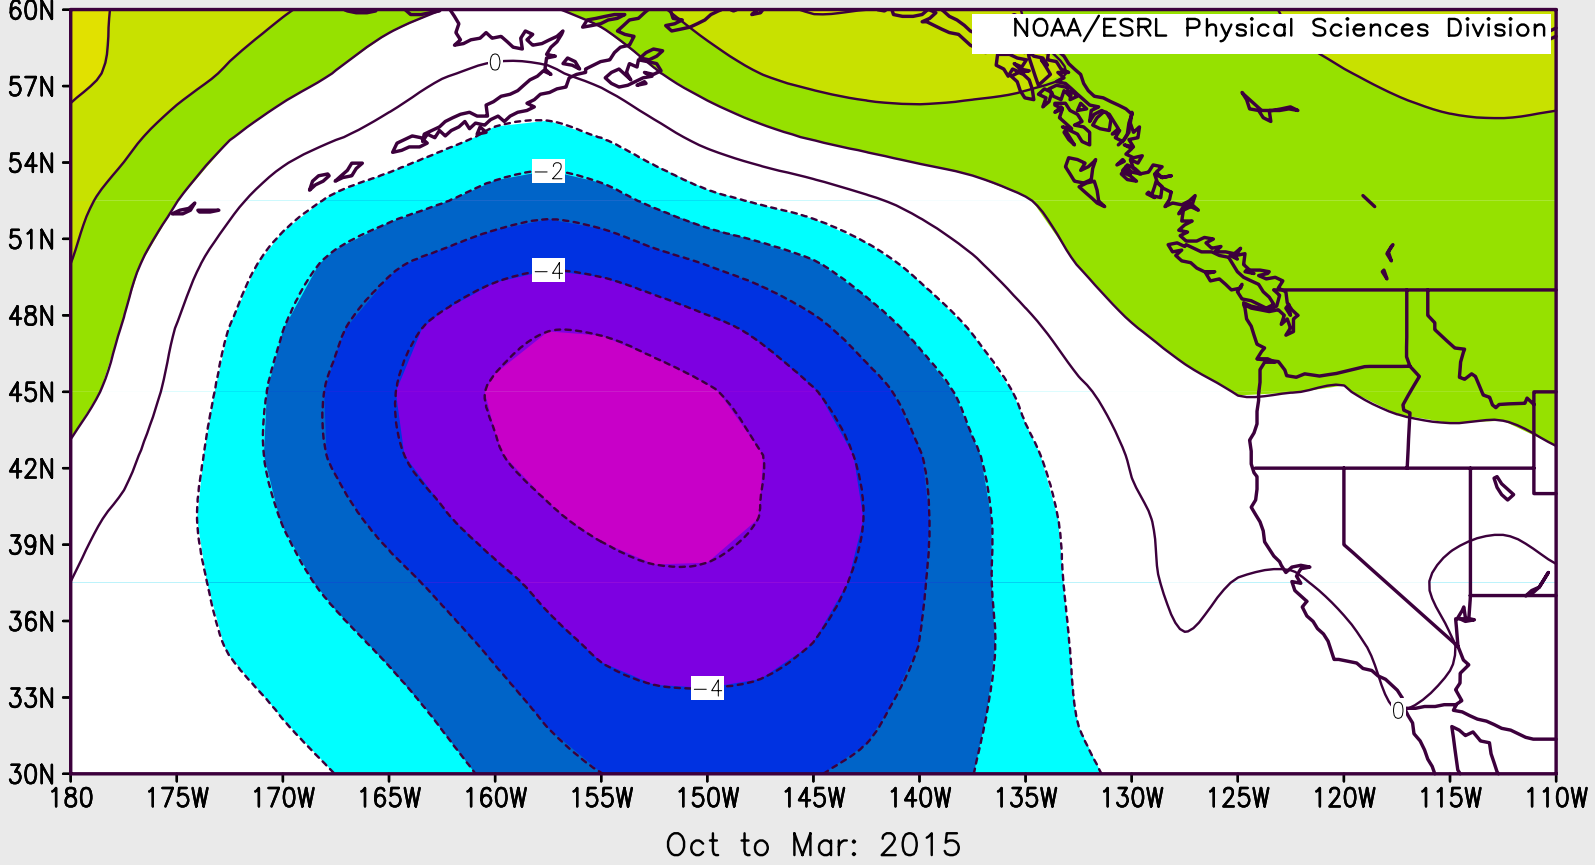 60N
NOAA/ESRL Physical Sciences Division
0
57N
54N
−2
51N
−4
48N
45N
42N
39N
36N
−4
33N
0
30N
180 175W 170W 165W 160W 155W 150W 145W 140W 135W 130W 125W 120W 115W 110W
Oct to Mar: 2015